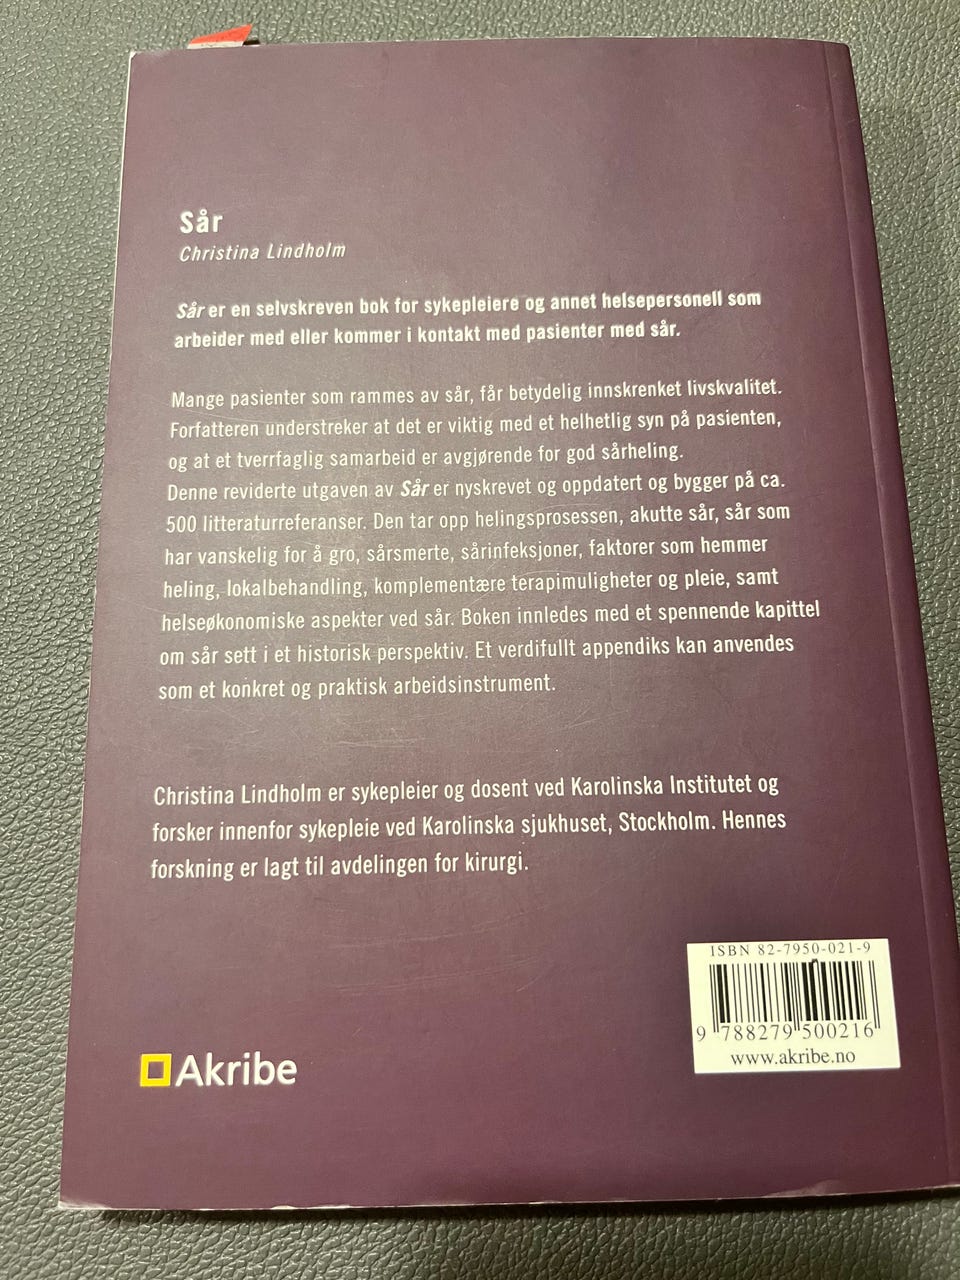 Sår
Christina Lindholm
Sår er en selvskreven bok for sykepleiere og annet helsepersonell som
arbeider med eller kommer i kontakt med pasienter med sår.
Mange pasienter som rammes av sår, får betydelig innskrenket livskvalitet.
Forfatteren understreker at det er viktig med et helhetlig syn på pasienten,
og at et tverrfaglig samarbeid er avgjørende for god sårheling.
Denne reviderte utgaven av Sår er nyskrevet og oppdatert og bygger på ca.
500 litteraturreferanser. Den tar opp helingsprosessen, akutte sår, sår som
har vanskelig for å gro, sårsmerte, sårinfeksjoner, faktorer som hemmer
heling, lokalbehandling, komplementære terapimuligheter og pleie, samt
helseøkonomiske aspekter ved sår. Boken innledes med et spennende kapittel
om sår sett i et historisk perspektiv. Et verdifullt appendiks kan anvendes
som et konkret og praktisk arbeidsinstrument.
Christina Lindholm er sykepleier og dosent ved Karolinska Institutet og
forsker innenfor sykepleie ved Karolinska sjukhuset, Stockholm. Hennes
forskning er lagt til avdelingen for kirurgi.
ISBN 82-7950-021-9
9 788279 500216
www.akribe.no
Akribe